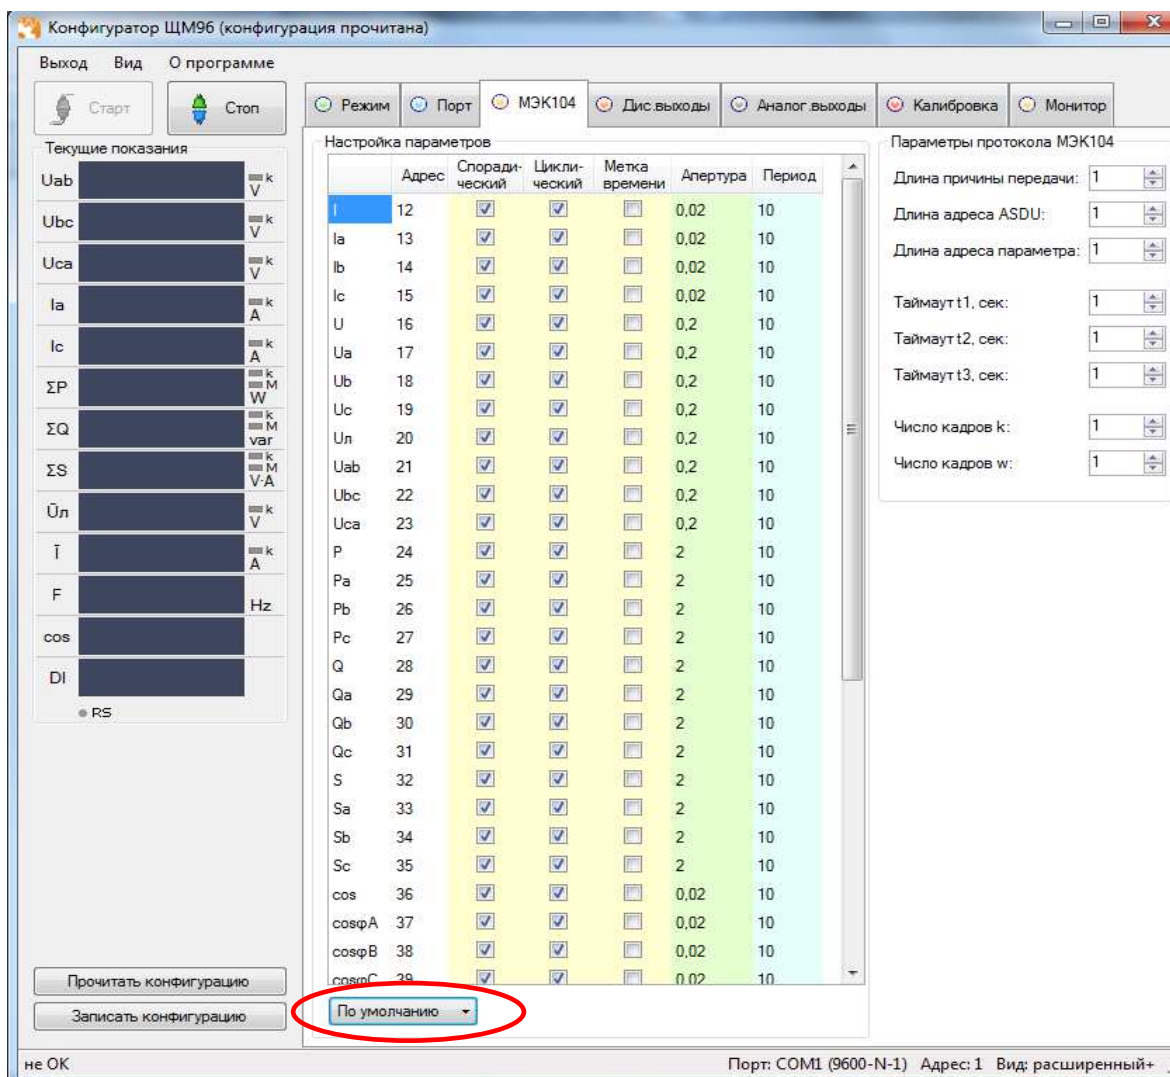 Конфигуратор ЩМ96 (конфигурация прочитана)
Выход Вид О программе
Старт Стоп
Режим Порт МЭК104 Дис.выходы Аналог.выходы Калибровка Монитор
Текущие показания
Uab k V
Ubc k V
Uca k V
Ia k A
Ic k A
ΣP k M W
ΣQ k M var
ΣS k M V·A
Ūл k V
Ī k A
F Hz
cos
DI
RS
Прочитать конфигурацию
Записать конфигурацию
Настройка параметров
Адрес Споради- ческий Цикли- ческий Метка времени Апертура Период
I 12 0,02 10
Ia 13 0,02 10
Ib 14 0,02 10
Ic 15 0,02 10
U 16 0,2 10
Ua 17 0,2 10
Ub 18 0,2 10
Uc 19 0,2 10
Uл 20 0,2 10
Uab 21 0,2 10
Ubc 22 0,2 10
Uca 23 0,2 10
P 24 2 10
Pa 25 2 10
Pb 26 2 10
Pc 27 2 10
Q 28 2 10
Qa 29 2 10
Qb 30 2 10
Qc 31 2 10
S 32 2 10
Sa 33 2 10
Sb 34 2 10
Sc 35 2 10
cos 36 0,02 10
cosφA 37 0,02 10
cosφB 38 0,02 10
cosφC 39 0,02 10
По умолчанию
Параметры протокола МЭК104
Длина причины передачи: 1
Длина адреса ASDU: 1
Длина адреса параметра: 1
Таймаут t1, сек: 1
Таймаут t2, сек: 1
Таймаут t3, сек: 1
Число кадров k: 1
Число кадров w: 1
не OK
Порт: COM1 (9600-N-1) Адрес: 1 Вид: расширенный+